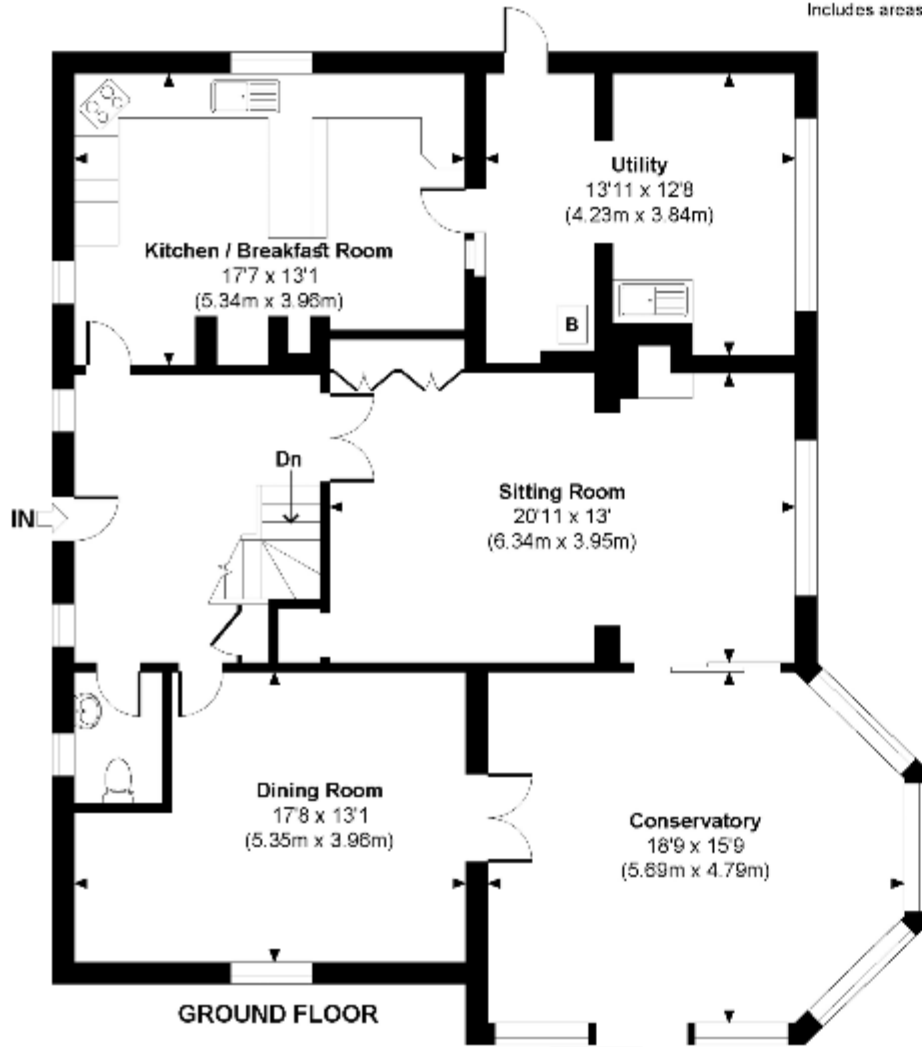 Includes areas
Utility
13'11 x 12'8
(4.23m x 3.84m)
Kitchen / Breakfast Room
17'7 x 13'1
(5.34m x 3.96m)
B
Dn
IN
Sitting Room
20'11 x 13'
(6.34m x 3.95m)
Dining Room
17'8 x 13'1
(5.35m x 3.96m)
Conservatory
18'9 x 15'9
(5.69m x 4.79m)
GROUND FLOOR